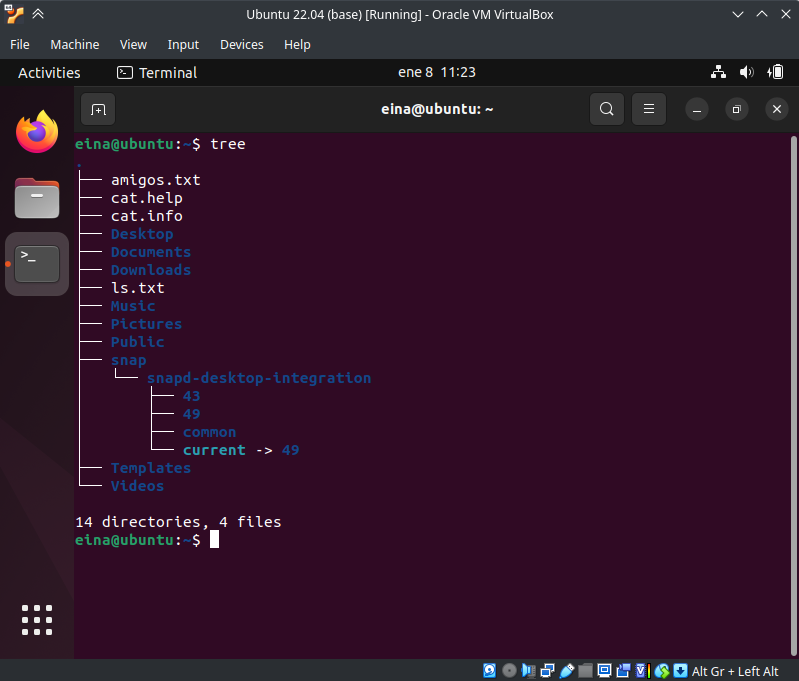 Ubuntu 22.04 (base) [Running] - Oracle VM VirtualBox
File Machine View Input Devices Help
Activities Terminal ene 8 11:23
eina@ubuntu: ~
eina@ubuntu:~$ tree
.
├── amigos.txt
├── cat.help
├── cat.info
├── Desktop
├── Documents
├── Downloads
├── ls.txt
├── Music
├── Pictures
├── Public
├── snap
│   └── snapd-desktop-integration
│       ├── 43
│       ├── 49
│       ├── common
│       └── current -> 49
├── Templates
└── Videos
14 directories, 4 files
eina@ubuntu:~$
Alt Gr + Left Alt